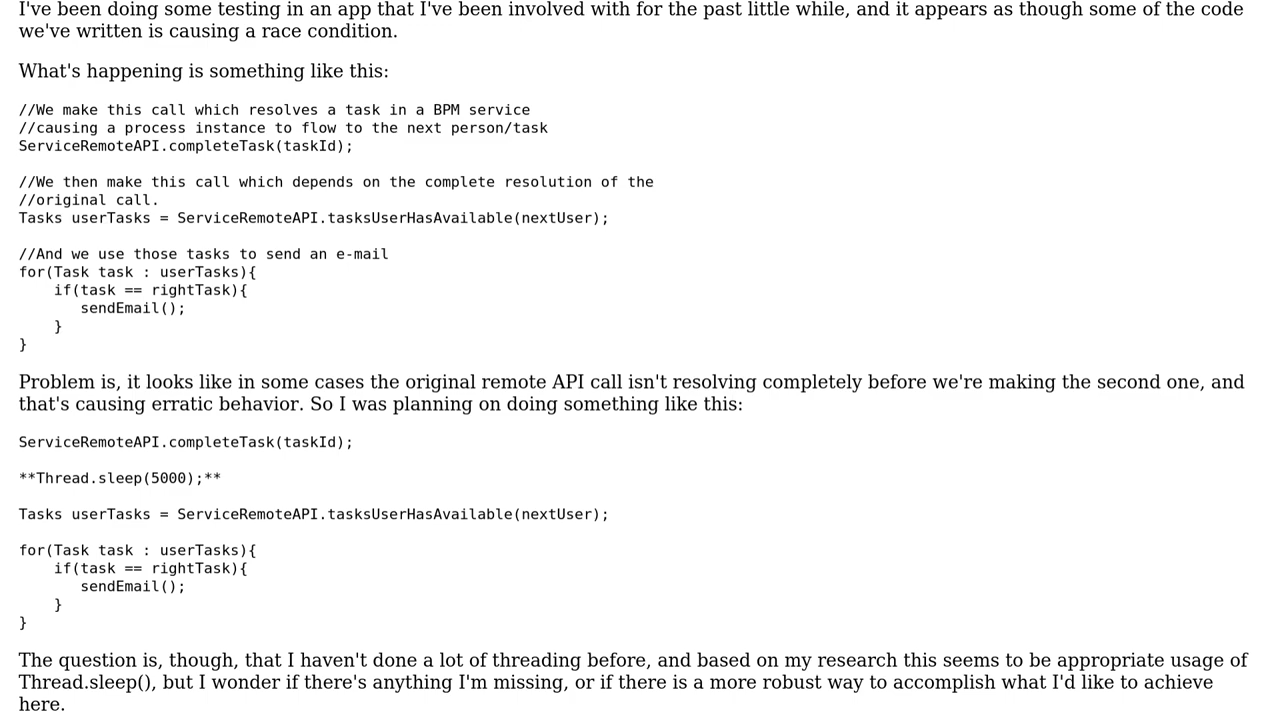 I've been doing some testing in an app that I've been involved with for the past little while, and it appears as though some of the code
we've written is causing a race condition.
What's happening is something like this:
//We make this call which resolves a task in a BPM service
//causing a process instance to flow to the next person/task
ServiceRemoteAPI.completeTask(taskId);
//We then make this call which depends on the complete resolution of the
//original call.
Tasks userTasks = ServiceRemoteAPI.tasksUserHasAvailable(nextUser);
//And we use those tasks to send an e-mail
for(Task task : userTasks){
    if(task == rightTask){
       sendEmail();
    }
}
Problem is, it looks like in some cases the original remote API call isn't resolving completely before we're making the second one, and
that's causing erratic behavior. So I was planning on doing something like this:
ServiceRemoteAPI.completeTask(taskId);
**Thread.sleep(5000);**
Tasks userTasks = ServiceRemoteAPI.tasksUserHasAvailable(nextUser);
for(Task task : userTasks){
    if(task == rightTask){
       sendEmail();
    }
}
The question is, though, that I haven't done a lot of threading before, and based on my research this seems to be appropriate usage of
Thread.sleep(), but I wonder if there's anything I'm missing, or if there is a more robust way to accomplish what I'd like to achieve
here.